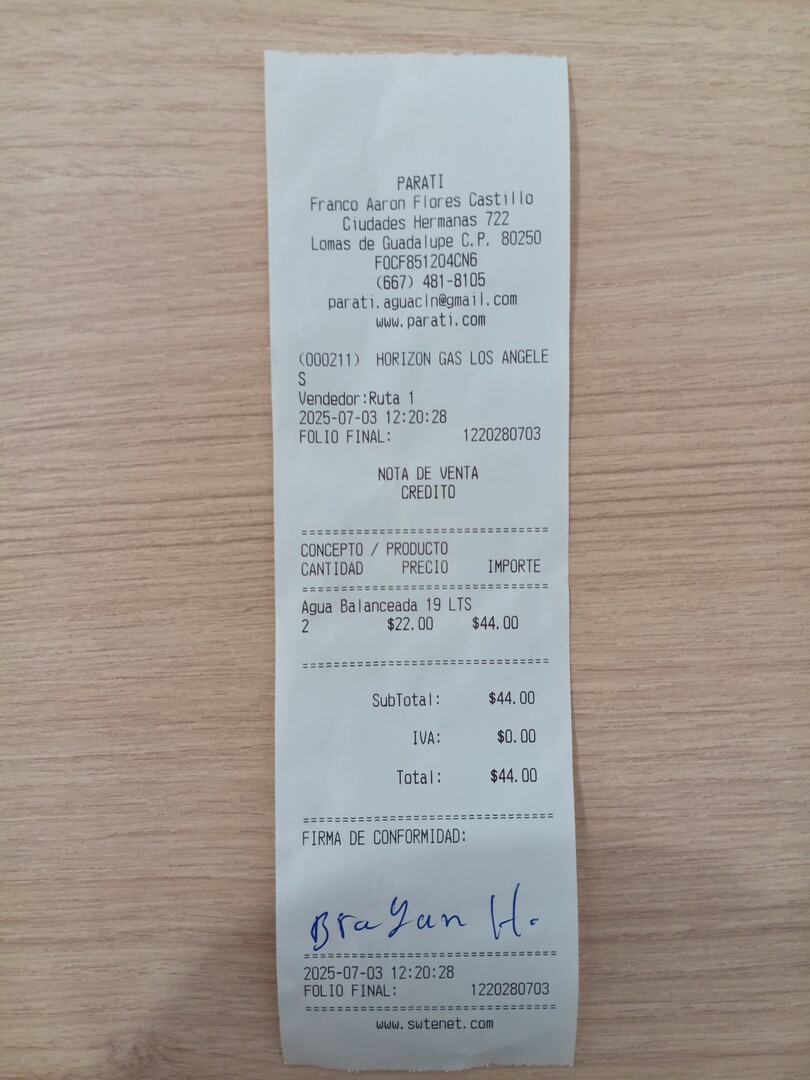 PARATI
Franco Aaron Flores Castillo
Ciudades Hermanas 722
Lomas de Guadalupe C.P. 80250
FOCF851204CN6
(667) 481-8105
parati.aguacln@gmail.com
www.parati.com
(000211) HORIZON GAS LOS ANGELE
S
Vendedor:Ruta 1
2025-07-03 12:20:28
FOLIO FINAL: 1220280703
NOTA DE VENTA
CREDITO
==============================
CONCEPTO / PRODUCTO
CANTIDAD PRECIO IMPORTE
==============================
Agua Balanceada 19 LTS
2 $22.00 $44.00
==============================
SubTotal: $44.00
IVA: $0.00
Total: $44.00
==============================
FIRMA DE CONFORMIDAD:
Brayan H.
==============================
2025-07-03 12:20:28
FOLIO FINAL: 1220280703
==============================
www.swtenet.com